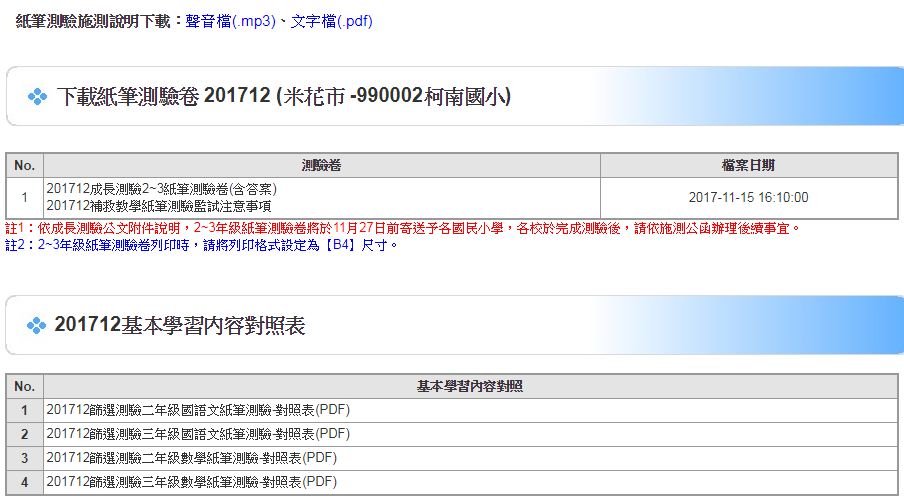 紙筆測驗施測說明下載：聲音檔(.mp3)、文字檔(.pdf)
下載紙筆測驗卷 201712 (米花市 -990002柯南國小)
No. 測驗卷 檔案日期
1 201712成長測驗2~3紙筆測驗卷(含答案) 2017-11-15 16:10:00
201712補救教學紙筆測驗監試注意事項
註1：依成長測驗公文附件說明，2~3年級紙筆測驗卷將於11月27日前寄送予各國民小學，各校於完成測驗後，請依施測公函辦理後續事宜。
註2：2~3年級紙筆測驗卷列印時，請將列印格式設定為【B4】尺寸。
201712基本學習內容對照表
No. 基本學習內容對照
1 201712篩選測驗二年級國語文紙筆測驗-對照表(PDF)
2 201712篩選測驗三年級國語文紙筆測驗-對照表(PDF)
3 201712篩選測驗二年級數學紙筆測驗-對照表(PDF)
4 201712篩選測驗三年級數學紙筆測驗-對照表(PDF)